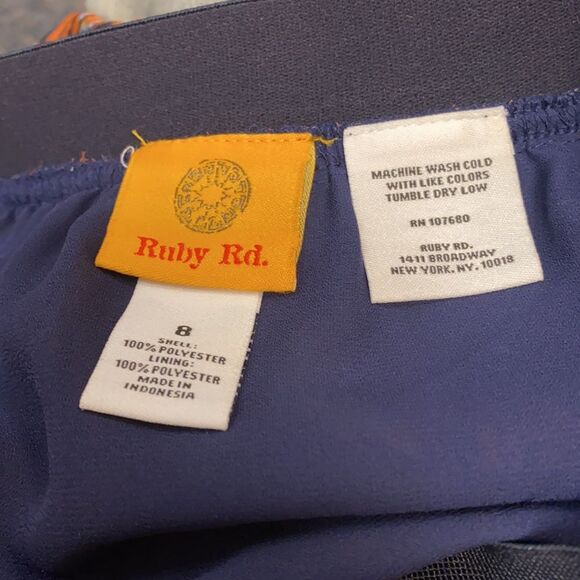 Ruby Rd.
8
SHELL:
100% POLYESTER
LINING:
100% POLYESTER
MADE IN
INDONESIA
MACHINE WASH COLD
WITH LIKE COLORS
TUMBLE DRY LOW
RN 107680
RUBY RD.
1411 BROADWAY
NEW YORK. NY. 10018